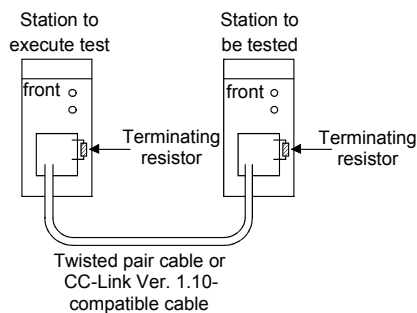 Station to
execute test
Station to
be tested
front
front
Terminating
resistor
Terminating
resistor
Twisted pair cable or
CC-Link Ver. 1.10-
compatible cable